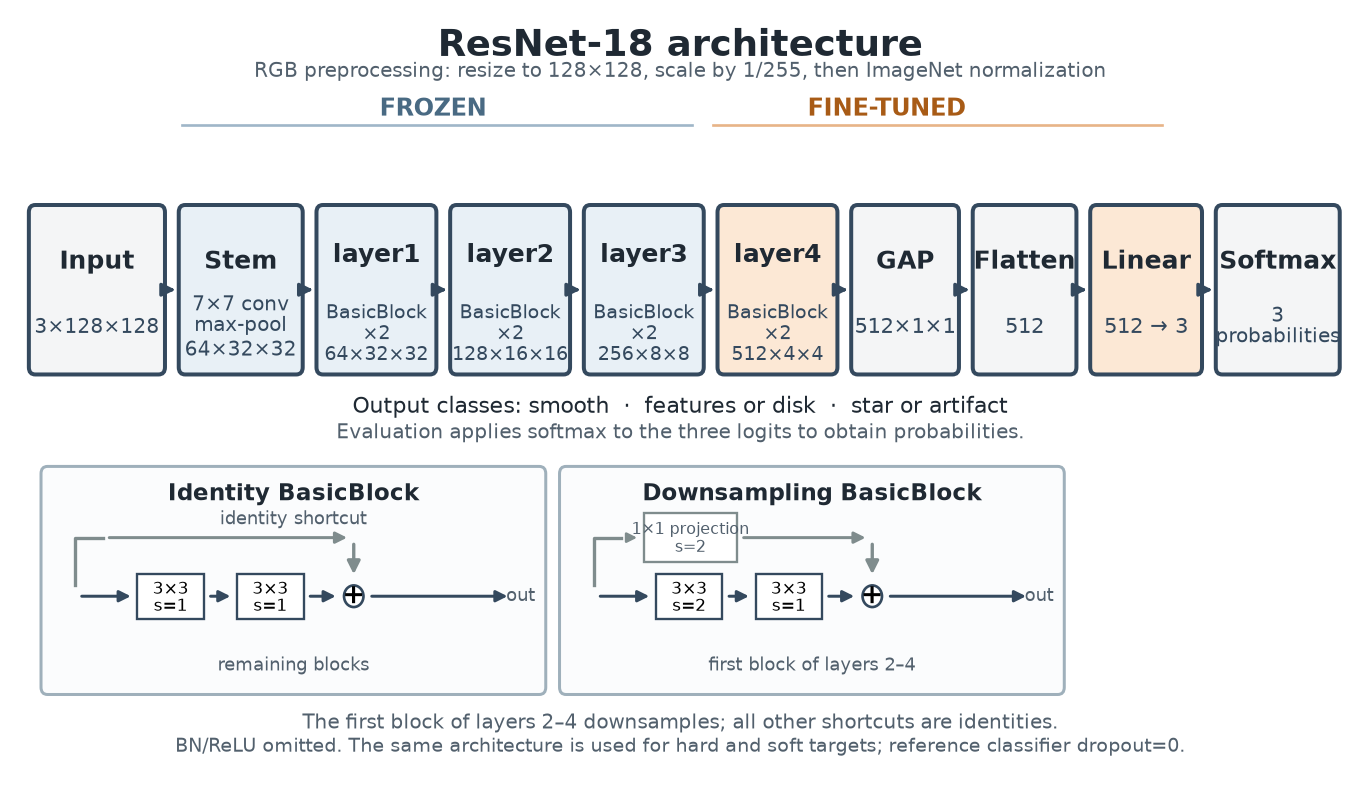 ResNet-18 architecture
RGB preprocessing: resize to 128×128, scale by 1/255, then ImageNet normalization
FROZEN
FINE-TUNED
Input
3×128×128
Stem
7×7 conv
max-pool
64×32×32
layer1
BasicBlock
×2
64×32×32
layer2
BasicBlock
×2
128×16×16
layer3
BasicBlock
×2
256×8×8
layer4
BasicBlock
×2
512×4×4
GAP
512×1×1
Flatten
512
Linear
512 → 3
Softmax
3
probabilities
Output classes: smooth · features or disk · star or artifact
Evaluation applies softmax to the three logits to obtain probabilities.
Identity BasicBlock
identity shortcut
3×3
s=1
3×3
s=1
+
out
remaining blocks
Downsampling BasicBlock
1×1 projection
s=2
3×3
s=2
3×3
s=1
+
out
first block of layers 2–4
The first block of layers 2–4 downsamples; all other shortcuts are identities.
BN/ReLU omitted. The same architecture is used for hard and soft targets; reference classifier dropout=0.